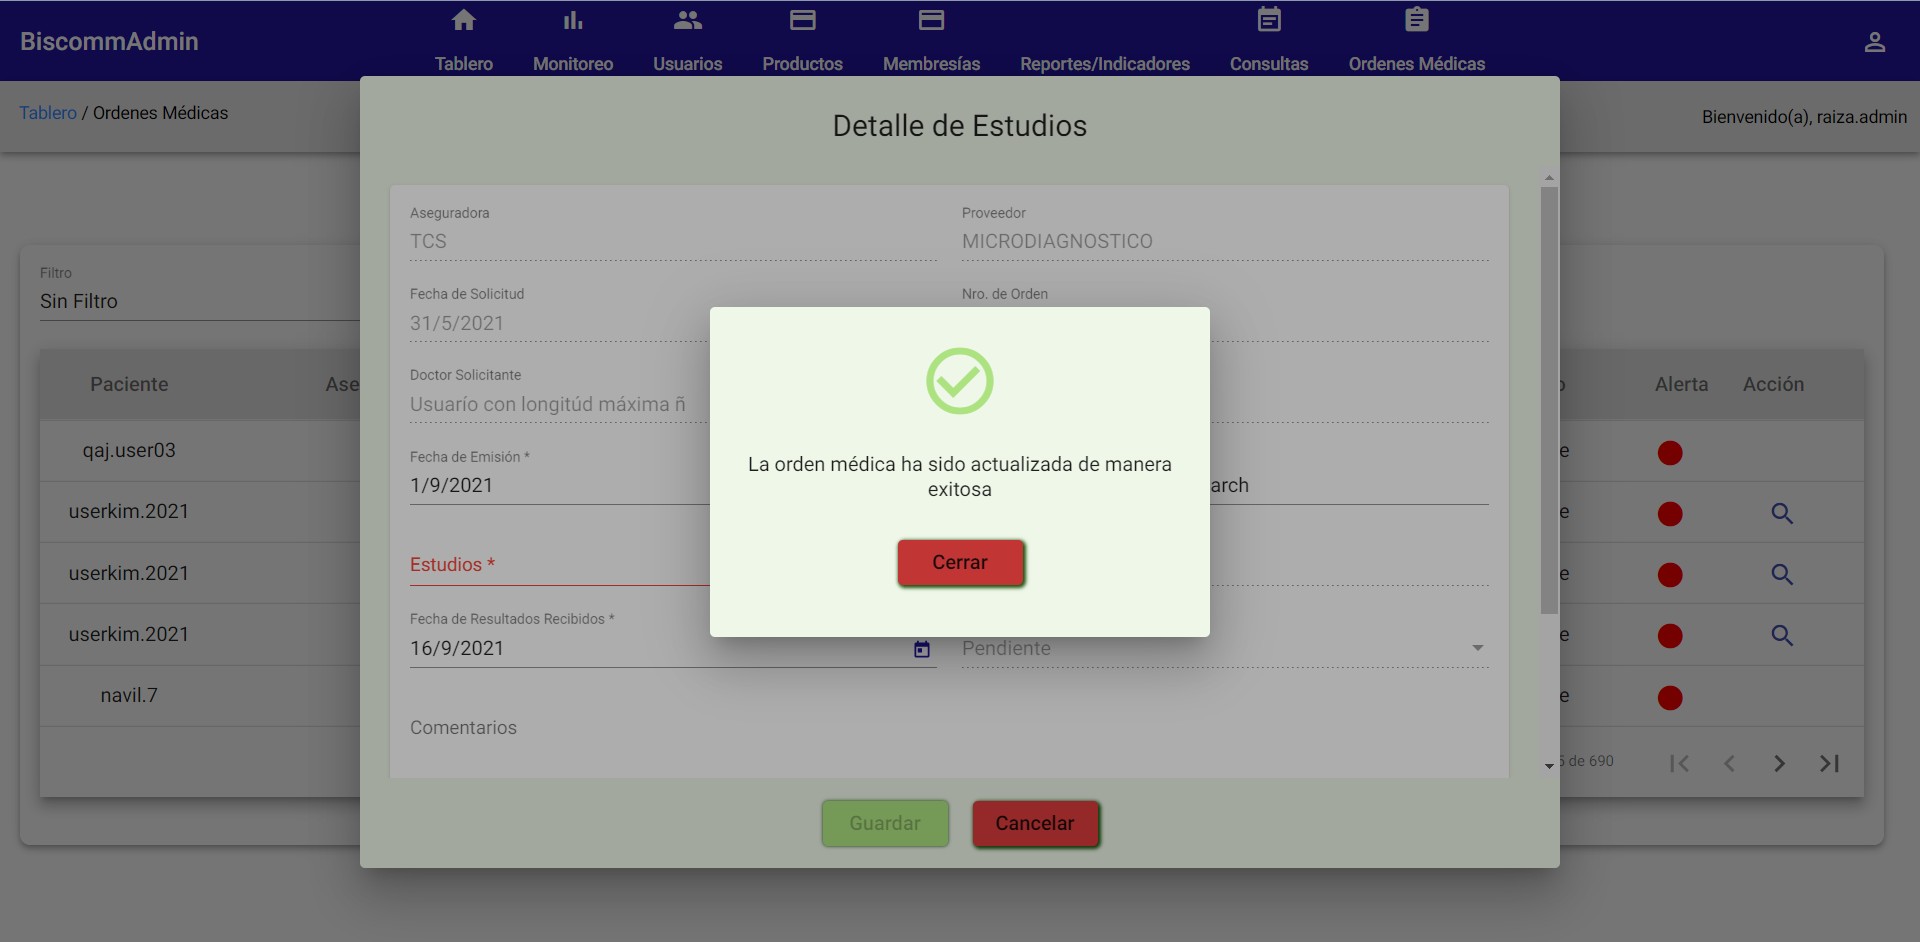 BiscommAdmin
Tablero
Monitoreo
Usuarios
Productos
Membresías
Reportes/Indicadores
Consultas
Ordenes Médicas
Tablero / Ordenes Médicas
Bienvenido(a), raiza.admin
Detalle de Estudios
Aseguradora
TCS
Proveedor
MICRODIAGNOSTICO
Fecha de Solicitud
31/5/2021
Nro. de Orden
Doctor Solicitante
Usuarío con longitúd máxima ñ
Fecha de Emisión *
1/9/2021
arch
Estudios *
Fecha de Resultados Recibidos *
16/9/2021
Pendiente
Comentarios
Guardar
Cancelar
La orden médica ha sido actualizada de manera
exitosa
Cerrar
Filtro
Sin Filtro
Paciente
Ase
Alerta
Acción
qaj.user03
e
userkim.2021
e
userkim.2021
e
userkim.2021
e
navil.7
e
de 690